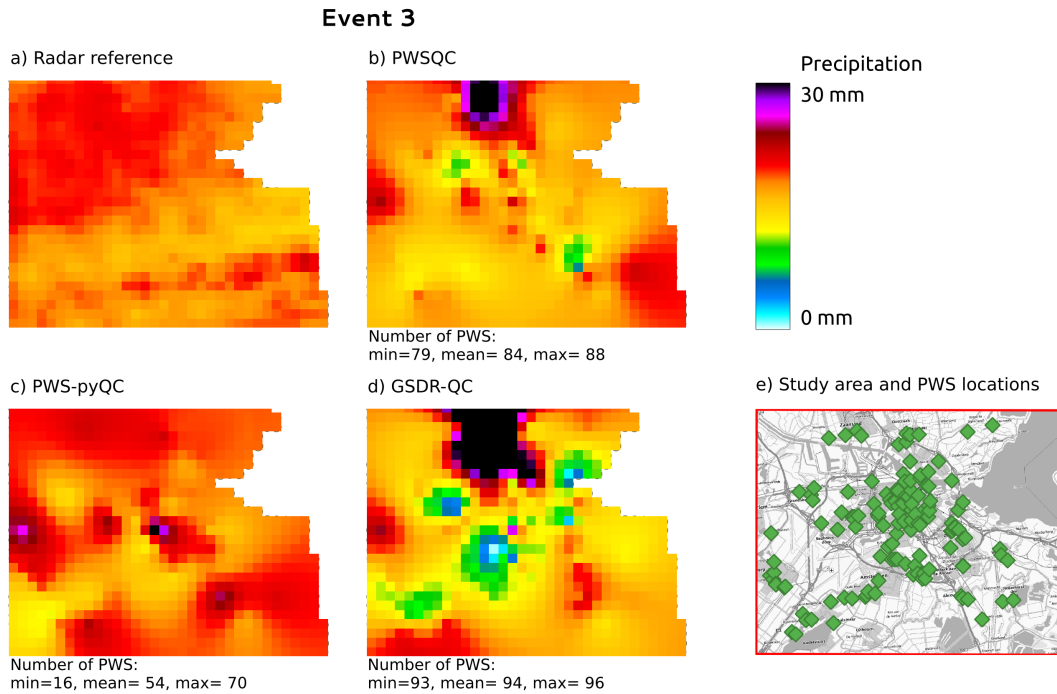 Event 3
a) Radar reference
b) PWSQC
Precipitation
30 mm
0 mm
Number of PWS:
min=79, mean= 84, max= 88
c) PWS-pyQC
d) GSDR-QC
e) Study area and PWS locations
Number of PWS:
min=16, mean= 54, max= 70
Number of PWS:
min=93, mean= 94, max= 96